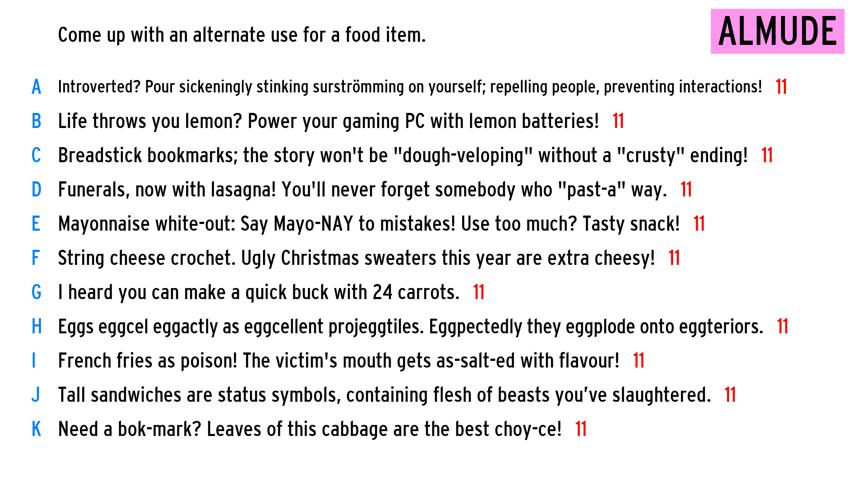 Come up with an alternate use for a food item.
ALMUDE
A Introverted? Pour sickeningly stinking surströmming on yourself; repelling people, preventing interactions! 11
B Life throws you lemon? Power your gaming PC with lemon batteries! 11
C Breadstick bookmarks; the story won't be "dough-veloping" without a "crusty" ending! 11
D Funerals, now with lasagna! You'll never forget somebody who "past-a" way. 11
E Mayonnaise white-out: Say Mayo-NAY to mistakes! Use too much? Tasty snack! 11
F String cheese crochet. Ugly Christmas sweaters this year are extra cheesy! 11
G I heard you can make a quick buck with 24 carrots. 11
H Eggs eggcel eggactly as eggcellent projeggtiles. Eggpectedly they eggplode onto eggteriors. 11
I French fries as poison! The victim's mouth gets as-salt-ed with flavour! 11
J Tall sandwiches are status symbols, containing flesh of beasts you’ve slaughtered. 11
K Need a bok-mark? Leaves of this cabbage are the best choy-ce! 11